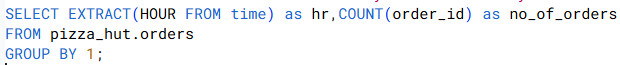 SELECT EXTRACT(HOUR FROM time) as hr,COUNT(order_id) as no_of_orders
FROM pizza_hut.orders
GROUP BY 1;